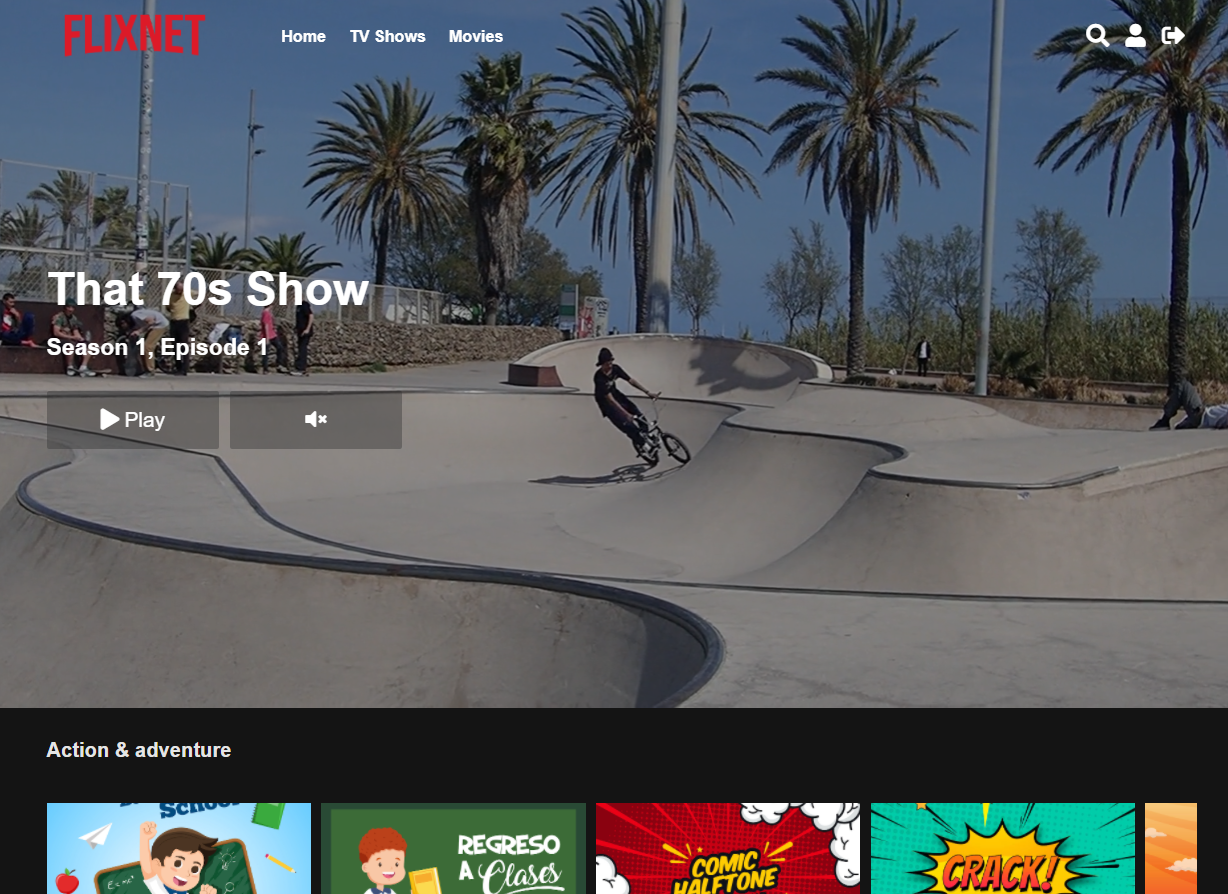 FLIXNET
Home TV Shows Movies
That 70s Show
Season 1, Episode 1
Play
Action & adventure
School
E=mc²
REGRESO
A Clases
COMIC
HALFTONE
CRACK!